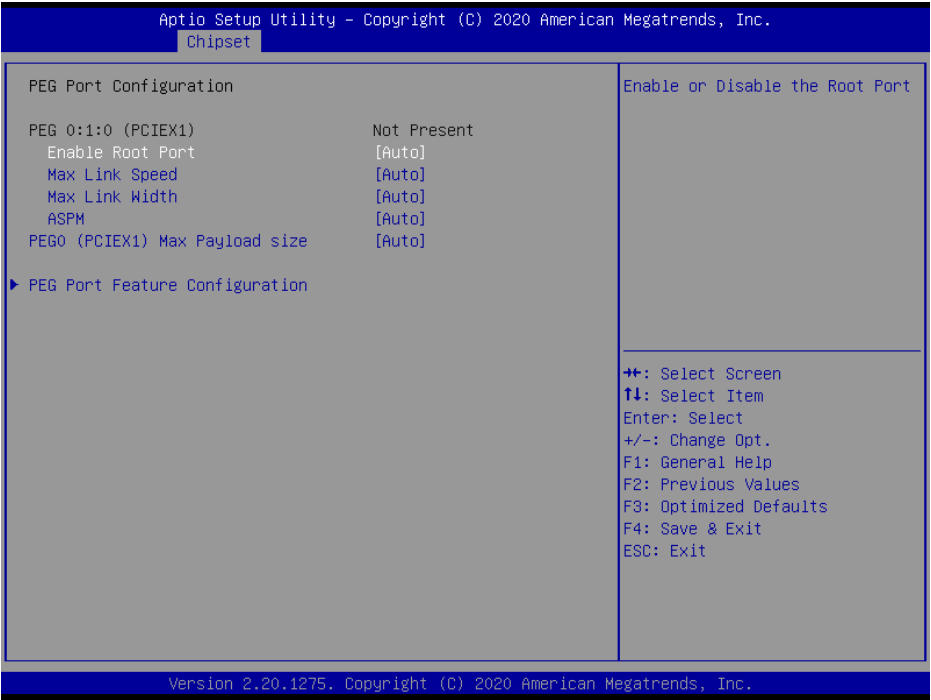 Aptio Setup Utility – Copyright (C) 2020 American Megatrends, Inc.
Chipset
PEG Port Configuration
PEG 0:1:0 (PCIEX1) Not Present
Enable Root Port [Auto]
Max Link Speed [Auto]
Max Link Width [Auto]
ASPM [Auto]
PEG0 (PCIEX1) Max Payload size [Auto]
PEG Port Feature Configuration
Enable or Disable the Root Port
→←: Select Screen
↑↓: Select Item
Enter: Select
+/-: Change Opt.
F1: General Help
F2: Previous Values
F3: Optimized Defaults
F4: Save & Exit
ESC: Exit
Version 2.20.1275. Copyright (C) 2020 American Megatrends, Inc.